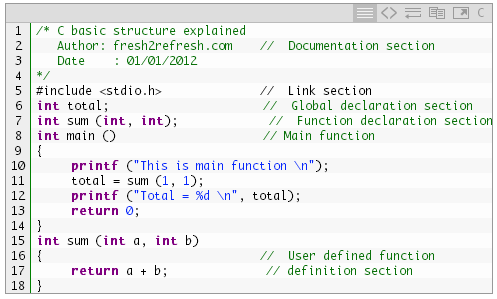 C
1 /* C basic structure explained
2    Author: fresh2refresh.com    //  Documentation section
3    Date    : 01/01/2012
4 */
5 #include <stdio.h>              //  Link section
6 int total;                      //  Global declaration section
7 int sum (int, int);             //  Function declaration section
8 int main ()                     // Main function
9 {
10      printf ("This is main function \n");
11      total = sum (1, 1);
12      printf ("Total = %d \n", total);
13      return 0;
14 }
15 int sum (int a, int b)
16 {                               //  User defined function
17      return a + b;              // definition section
18 }